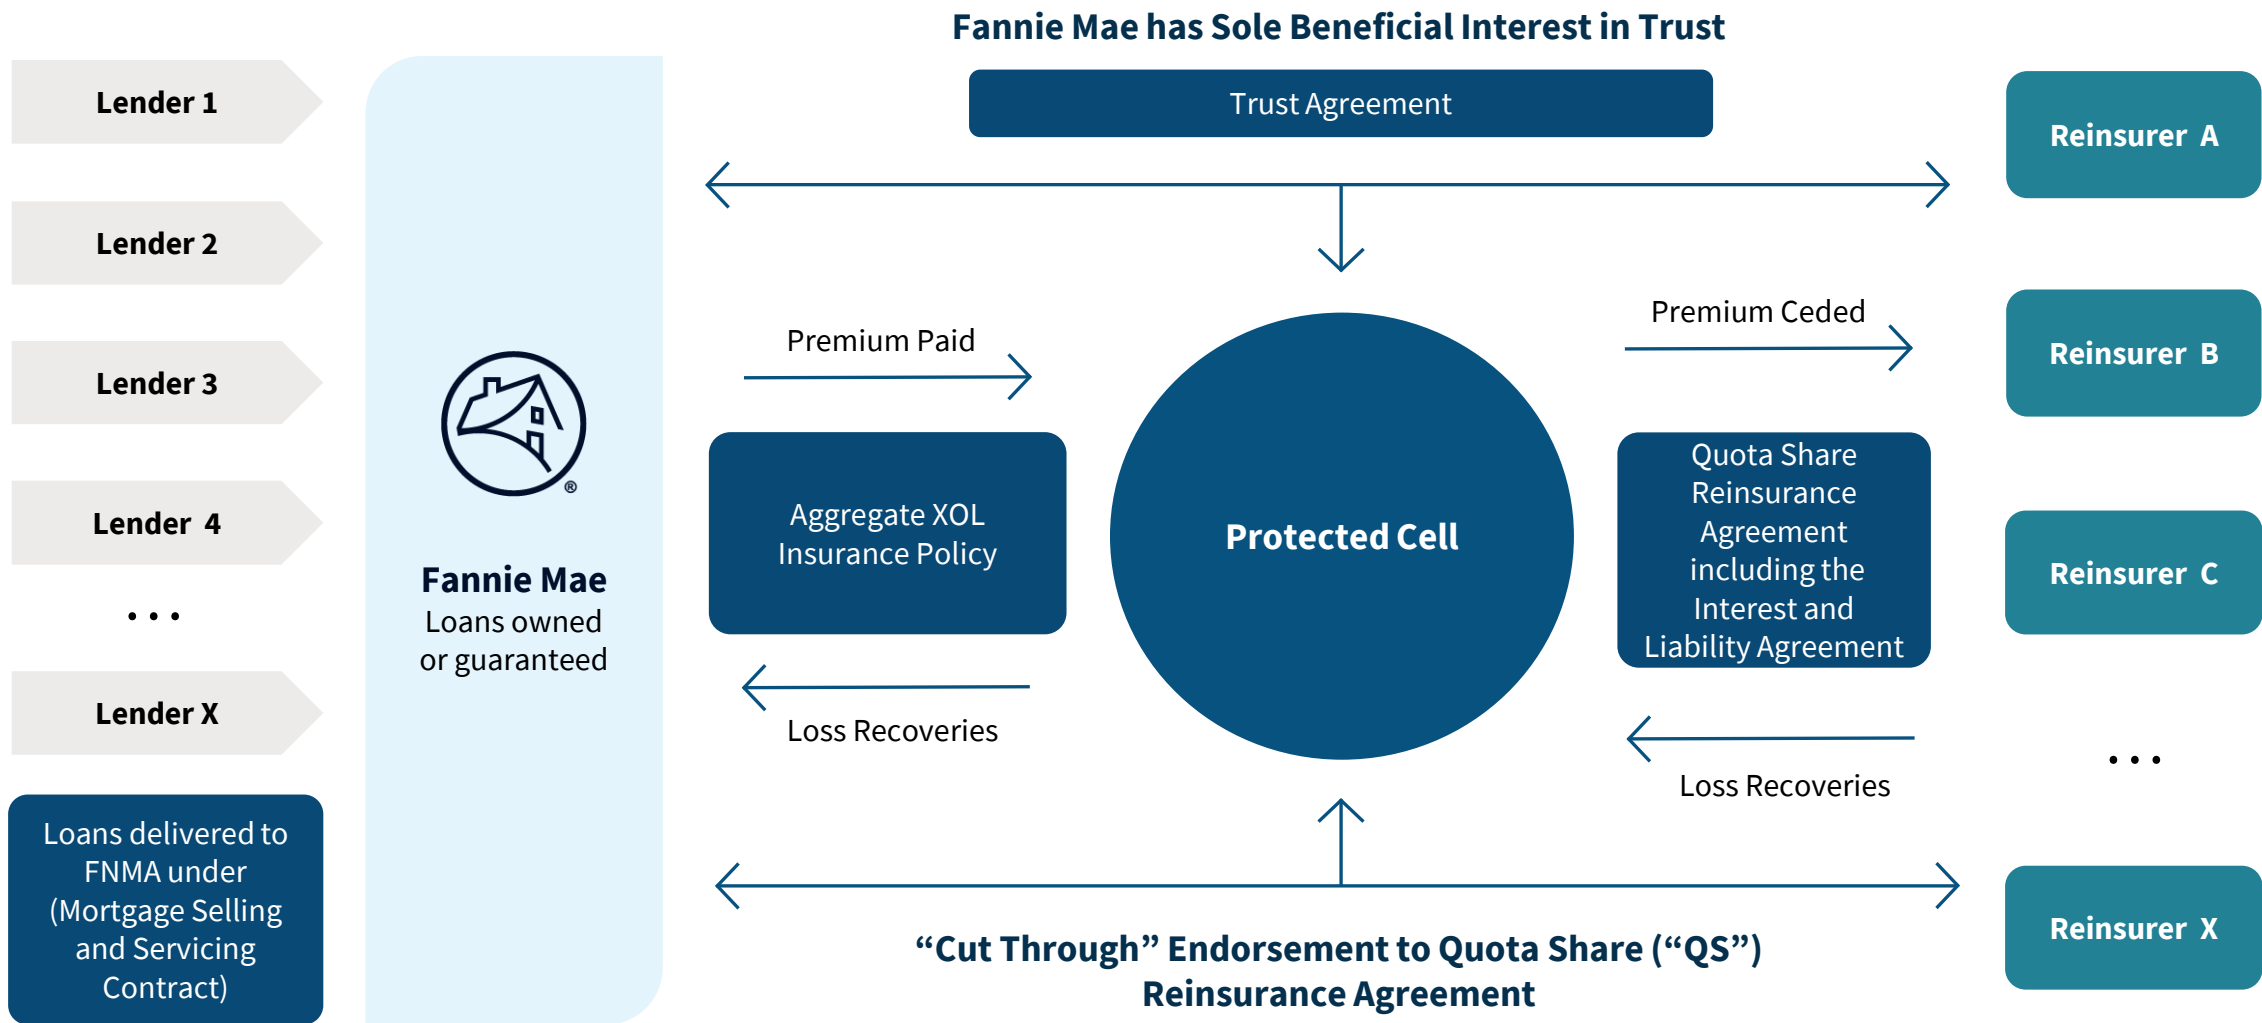 Fannie Mae has Sole Beneficial Interest in Trust
Trust Agreement
Lender 1
Lender 2
Lender 3
Lender 4
...
Lender X
Loans delivered to
FNMA under
(Mortgage Selling
and Servicing
Contract)
®
Fannie Mae
Loans owned
or guaranteed
Premium Paid
Aggregate XOL
Insurance Policy
Loss Recoveries
Protected Cell
Premium Ceded
Quota Share
Reinsurance
Agreement
including the
Interest and
Liability Agreement
Loss Recoveries
Reinsurer A
Reinsurer B
Reinsurer C
...
Reinsurer X
“Cut Through” Endorsement to Quota Share (“QS”)
Reinsurance Agreement